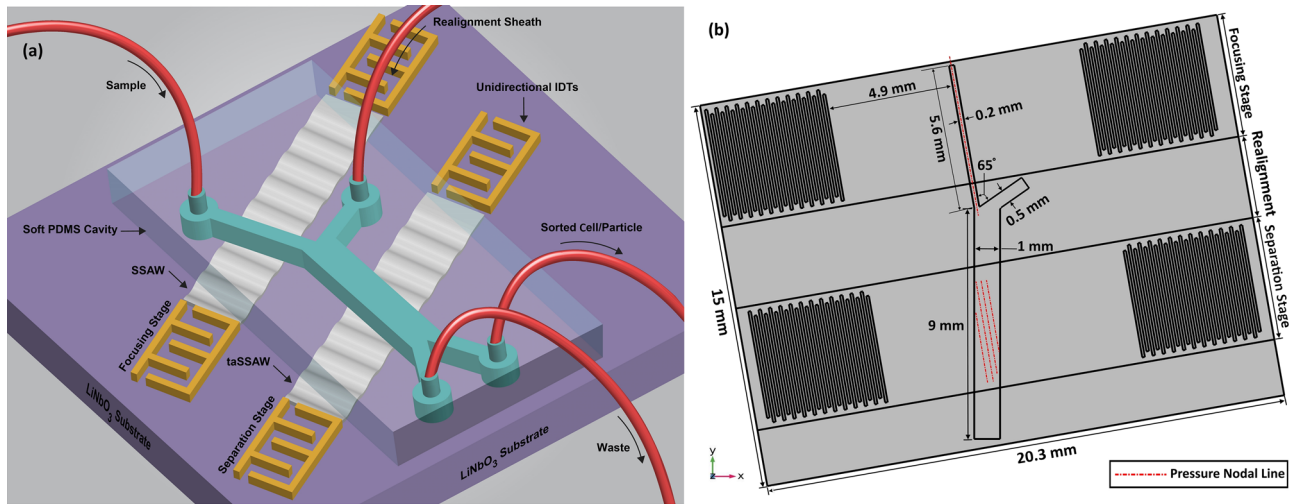 (a)
Realignment Sheath
Sample
Unidirectional IDTs
Soft PDMS Cavity
Sorted Cell/Particle
SSAW
Focusing Stage
taSSAW
Separation Stage
LiNbO3 Substrate
LiNbO3 Substrate
Waste
(b)
Focusing Stage
4.9 mm
0.2 mm
5.6 mm
65°
Realignment
0.5 mm
1 mm
Separation Stage
15 mm
9 mm
20.3 mm
y
z
x
Pressure Nodal Line